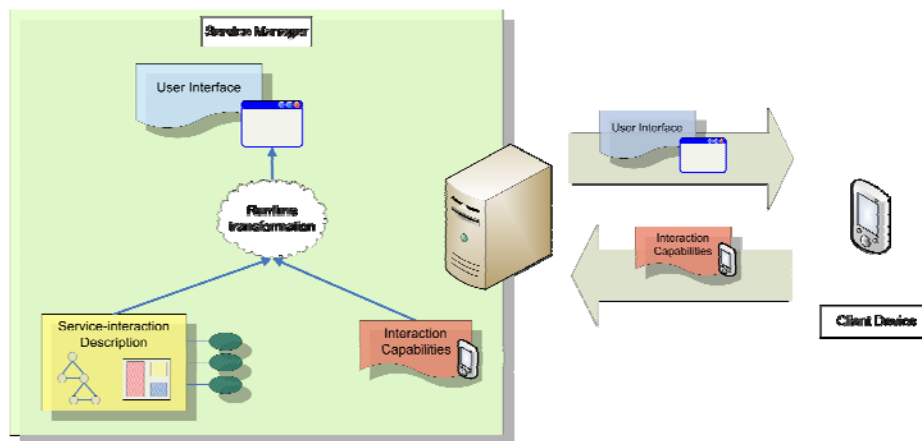 Service Manager
User Interface
User Interface
Runtime
transformation
Interaction
Capabilities
Service-interaction
Description
Interaction
Capabilities
Client Device